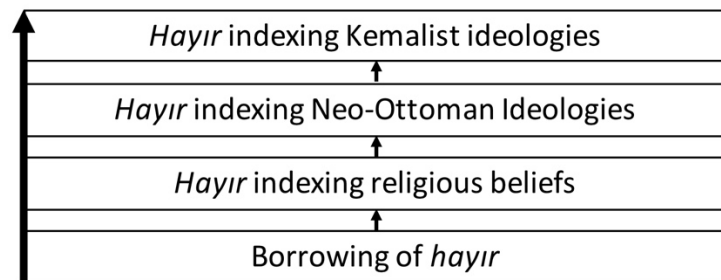 Hayır indexing Kemalist ideologies
Hayır indexing Neo-Ottoman Ideologies
Hayır indexing religious beliefs
Borrowing of hayır